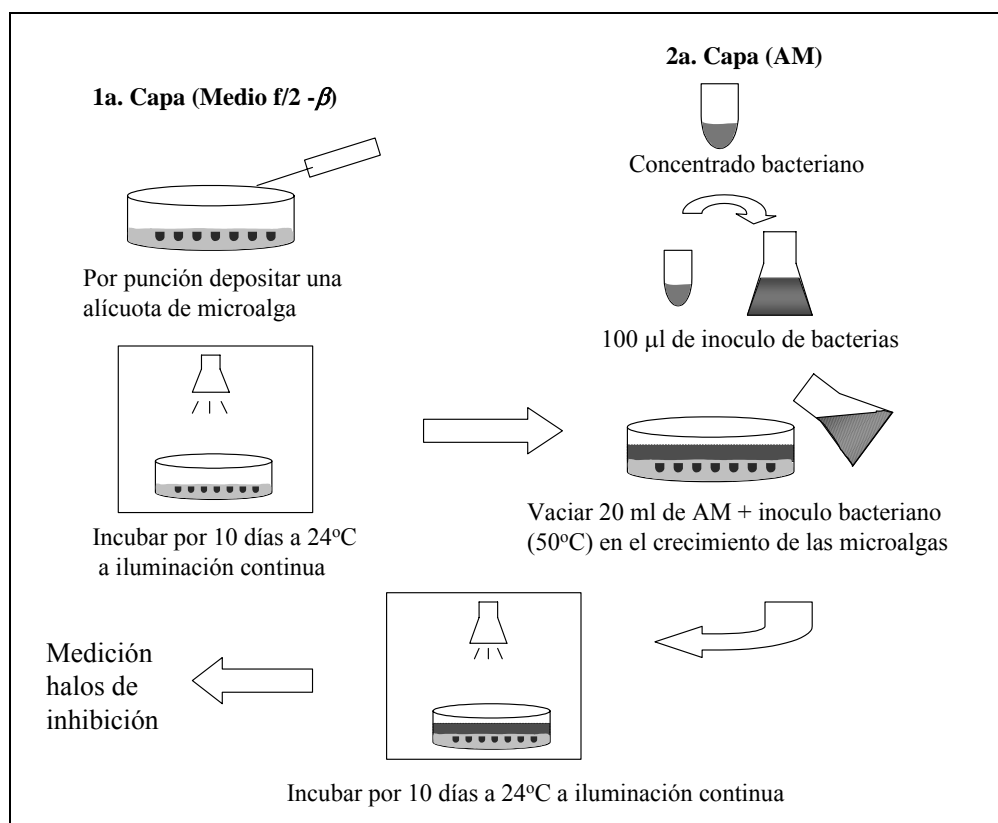 1a. Capa (Medio f/2 -β)
Por punción depositar una
alícuota de microalga
Incubar por 10 días a 24ºC
a iluminación continua
2a. Capa (AM)
Concentrado bacteriano
100 μl de inoculo de bacterias
Vaciar 20 ml de AM + inoculo bacteriano
(50ºC) en el crecimiento de las microalgas
Incubar por 10 días a 24ºC a iluminación continua
Medición
halos de
inhibición